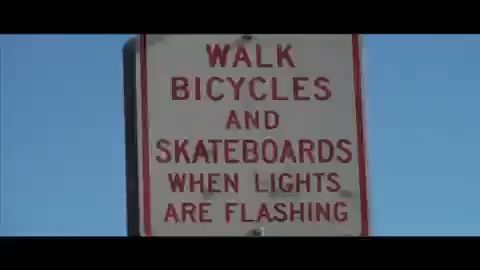 WALK
BICYCLES
AND
SKATEBOARDS
WHEN LIGHTS
ARE FLASHING